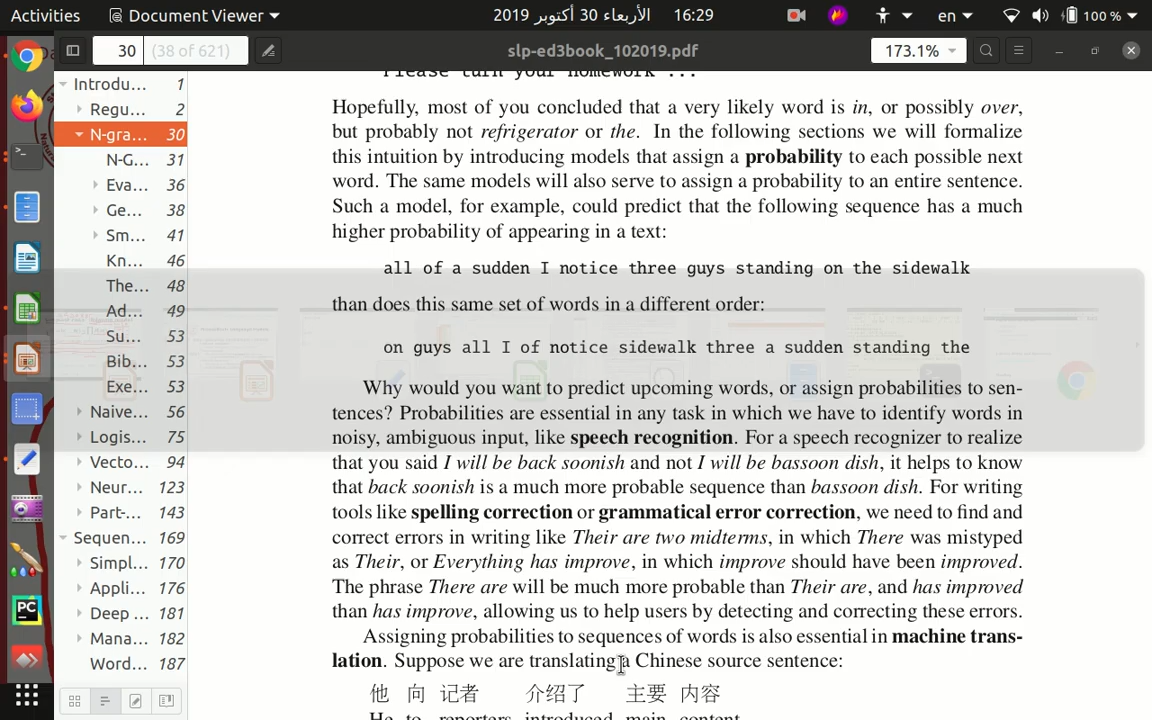 Activities Document Viewer 2019 الأربعاء 30 أكتوبر 16:29 en 100 %
30 (38 of 621) slp-ed3book_102019.pdf 173.1%
Introdu... 1
Regu... 2
N-gra... 30
N-G... 31
Eva... 36
Ge... 38
Sm... 41
Kn... 46
The... 48
Ad... 49
Su... 53
Bib... 53
Exe... 53
Naive... 56
Logis... 75
Vecto... 94
Neur... 123
Part-... 143
Sequen... 169
Simpl... 170
Appli... 176
Deep ... 181
Mana... 182
Word... 187
Please turn your homework ...
Hopefully, most of you concluded that a very likely word is in, or possibly over,
but probably not refrigerator or the. In the following sections we will formalize
this intuition by introducing models that assign a probability to each possible next
word. The same models will also serve to assign a probability to an entire sentence.
Such a model, for example, could predict that the following sequence has a much
higher probability of appearing in a text:
all of a sudden I notice three guys standing on the sidewalk
than does this same set of words in a different order:
on guys all I of notice sidewalk three a sudden standing the
Why would you want to predict upcoming words, or assign probabilities to sen-
tences? Probabilities are essential in any task in which we have to identify words in
noisy, ambiguous input, like speech recognition. For a speech recognizer to realize
that you said I will be back soonish and not I will be bassoon dish, it helps to know
that back soonish is a much more probable sequence than bassoon dish. For writing
tools like spelling correction or grammatical error correction, we need to find and
correct errors in writing like Their are two midterms, in which There was mistyped
as Their, or Everything has improve, in which improve should have been improved.
The phrase There are will be much more probable than Their are, and has improved
than has improve, allowing us to help users by detecting and correcting these errors.
Assigning probabilities to sequences of words is also essential in machine trans-
lation. Suppose we are translating a Chinese source sentence:
他 向 记者 介绍了 主要 内容
He to reporters introduced main content
PC